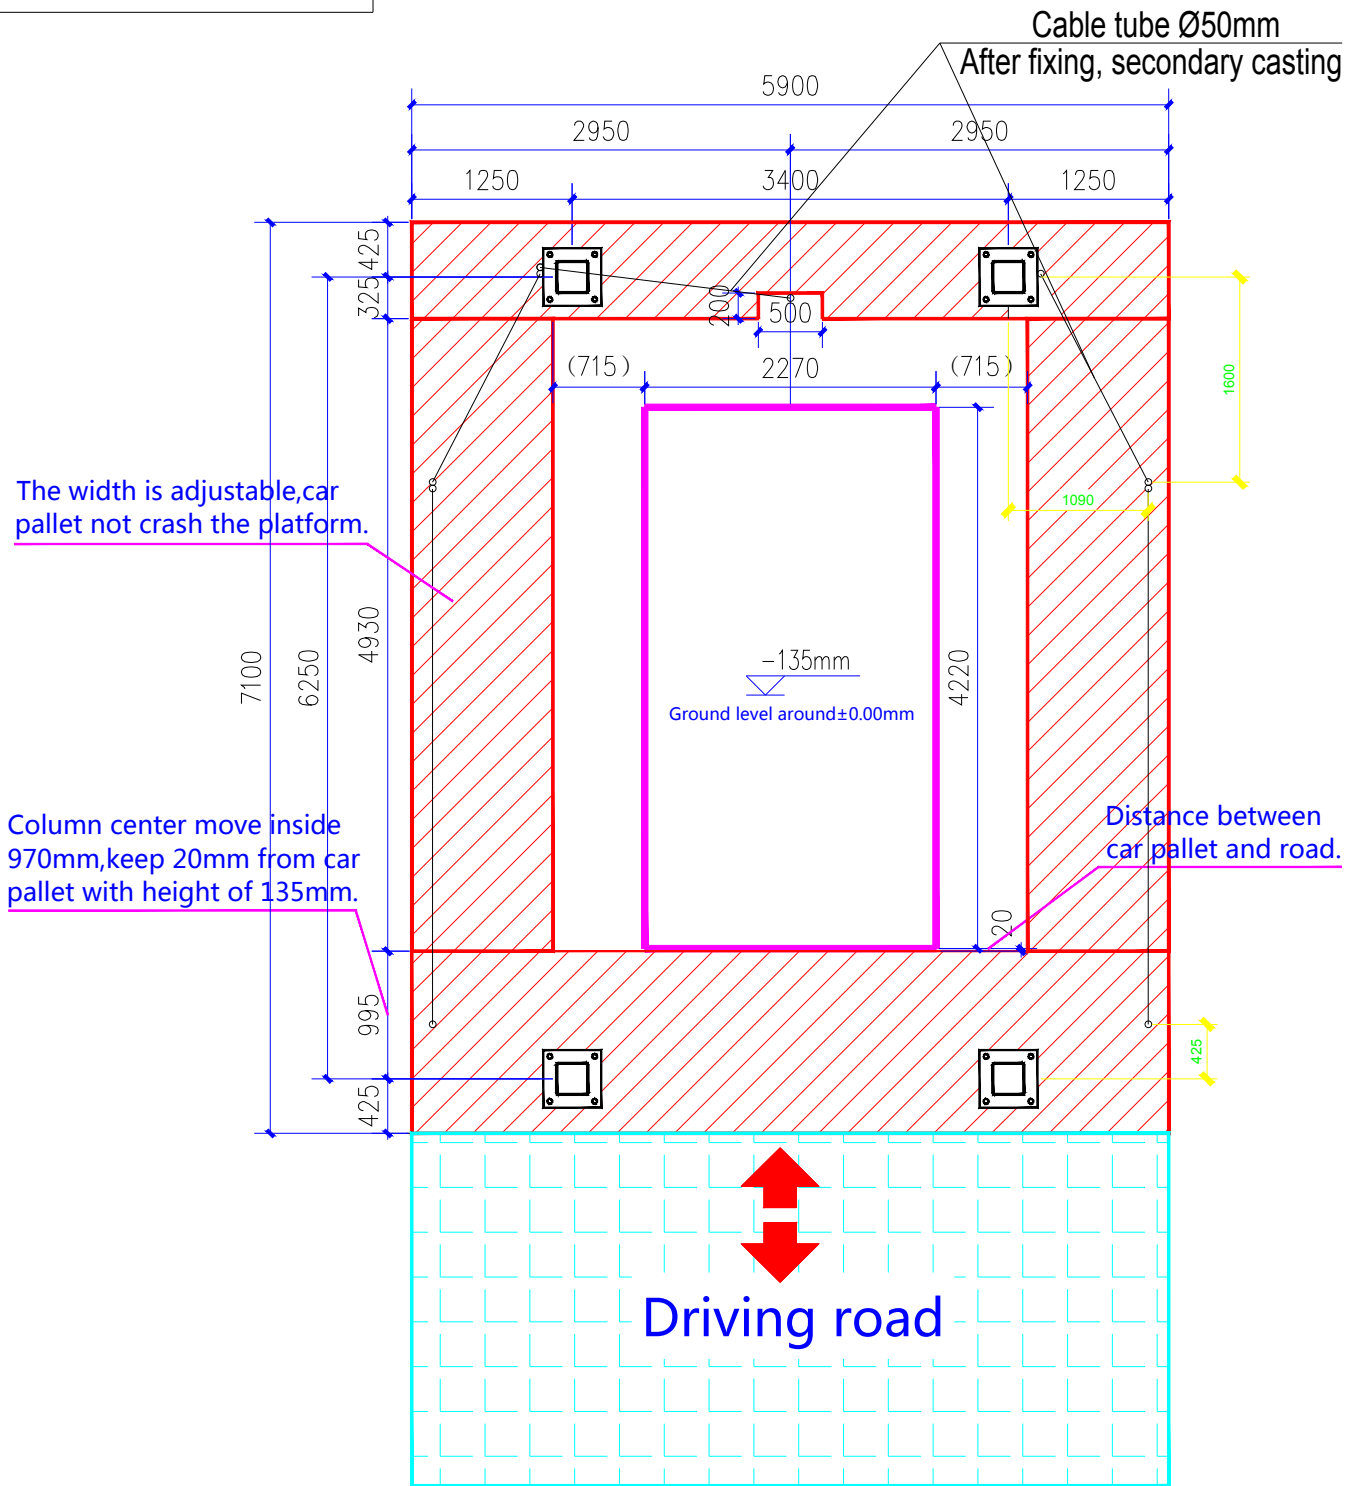 Cable tube Ø50mm
After fixing, secondary casting
5900
2950
2950
1250
3400
1250
425
325
200
500
(715)
2270
(715)
1600
The width is adjustable,car
pallet not crash the platform.
1090
4930
7100
6250
-135mm
Ground level around±0.00mm
4220
Column center move inside
970mm,keep 20mm from car
pallet with height of 135mm.
Distance between
car pallet and road.
20
995
425
425
Driving road